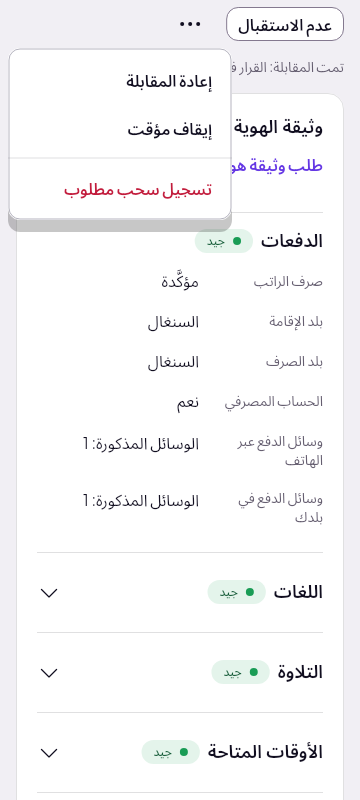 عدم الاستقبال
تمت المقابلة: القرار
إعادة المقابلة
إيقاف مؤقت
تسجيل سحب مطلوب
وثيقة الهوية
طلب وثيقة
الدفعات
جيد
صرف الراتب
مؤكَّدة
بلد الإقامة
السنغال
بلد الصرف
السنغال
الحساب المصرفي
نعم
وسائل الدفع عبر الهاتف
الوسائل المذكورة: 1
وسائل الدفع في بلدك
الوسائل المذكورة: 1
اللغات
جيد
التلاوة
جيد
الأوقات المتاحة
جيد